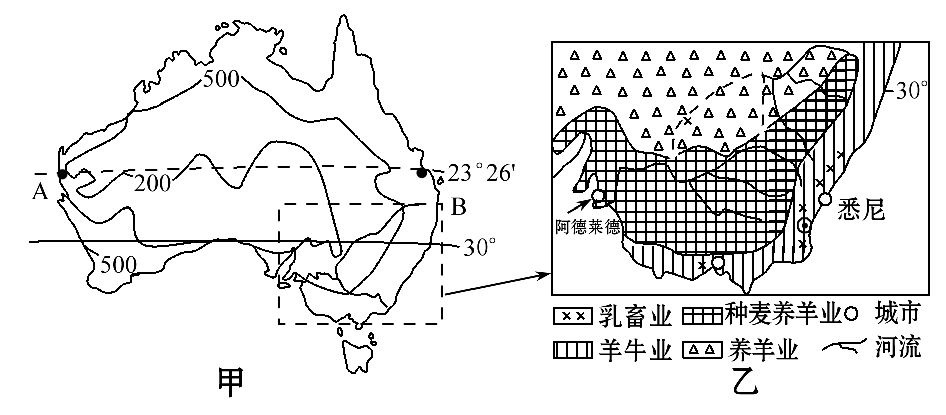 500
A
200
23°26'
B
30°
500
甲
30°
悉尼
阿德莱德
乳畜业 种麦养羊业 城市
羊牛业 养羊业 河流
乙